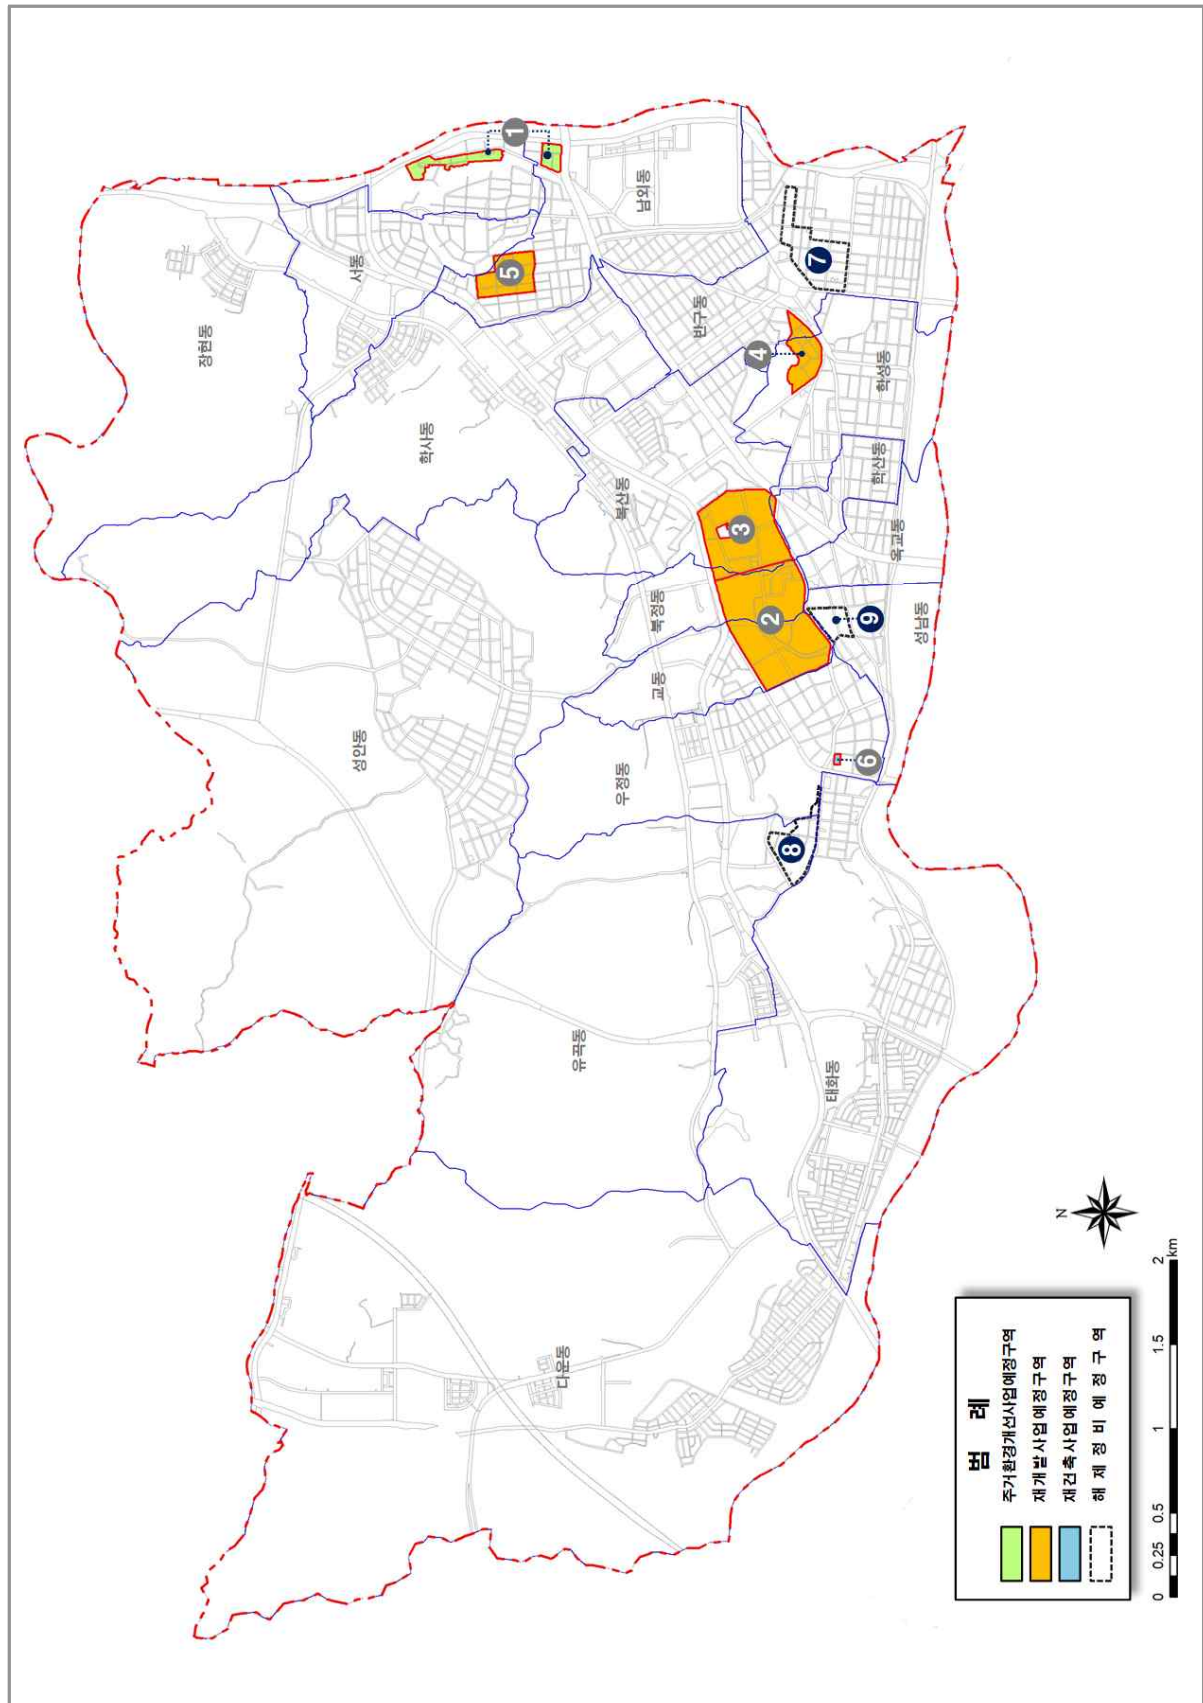 장현동
서동
학사동
성안동
남외동
반구동
복산동
북정동
교동
우정동
유곡동
다운동
학성동
학산동
옥교동
성남동
태화동
1
2
3
4
5
6
7
8
9
N
범 례
주거환경개선사업예정구역
재개발사업예정구역
재건축사업예정구역
해 제 정 비 예 정 구 역
0 0.25 0.5 1 1.5 2
km